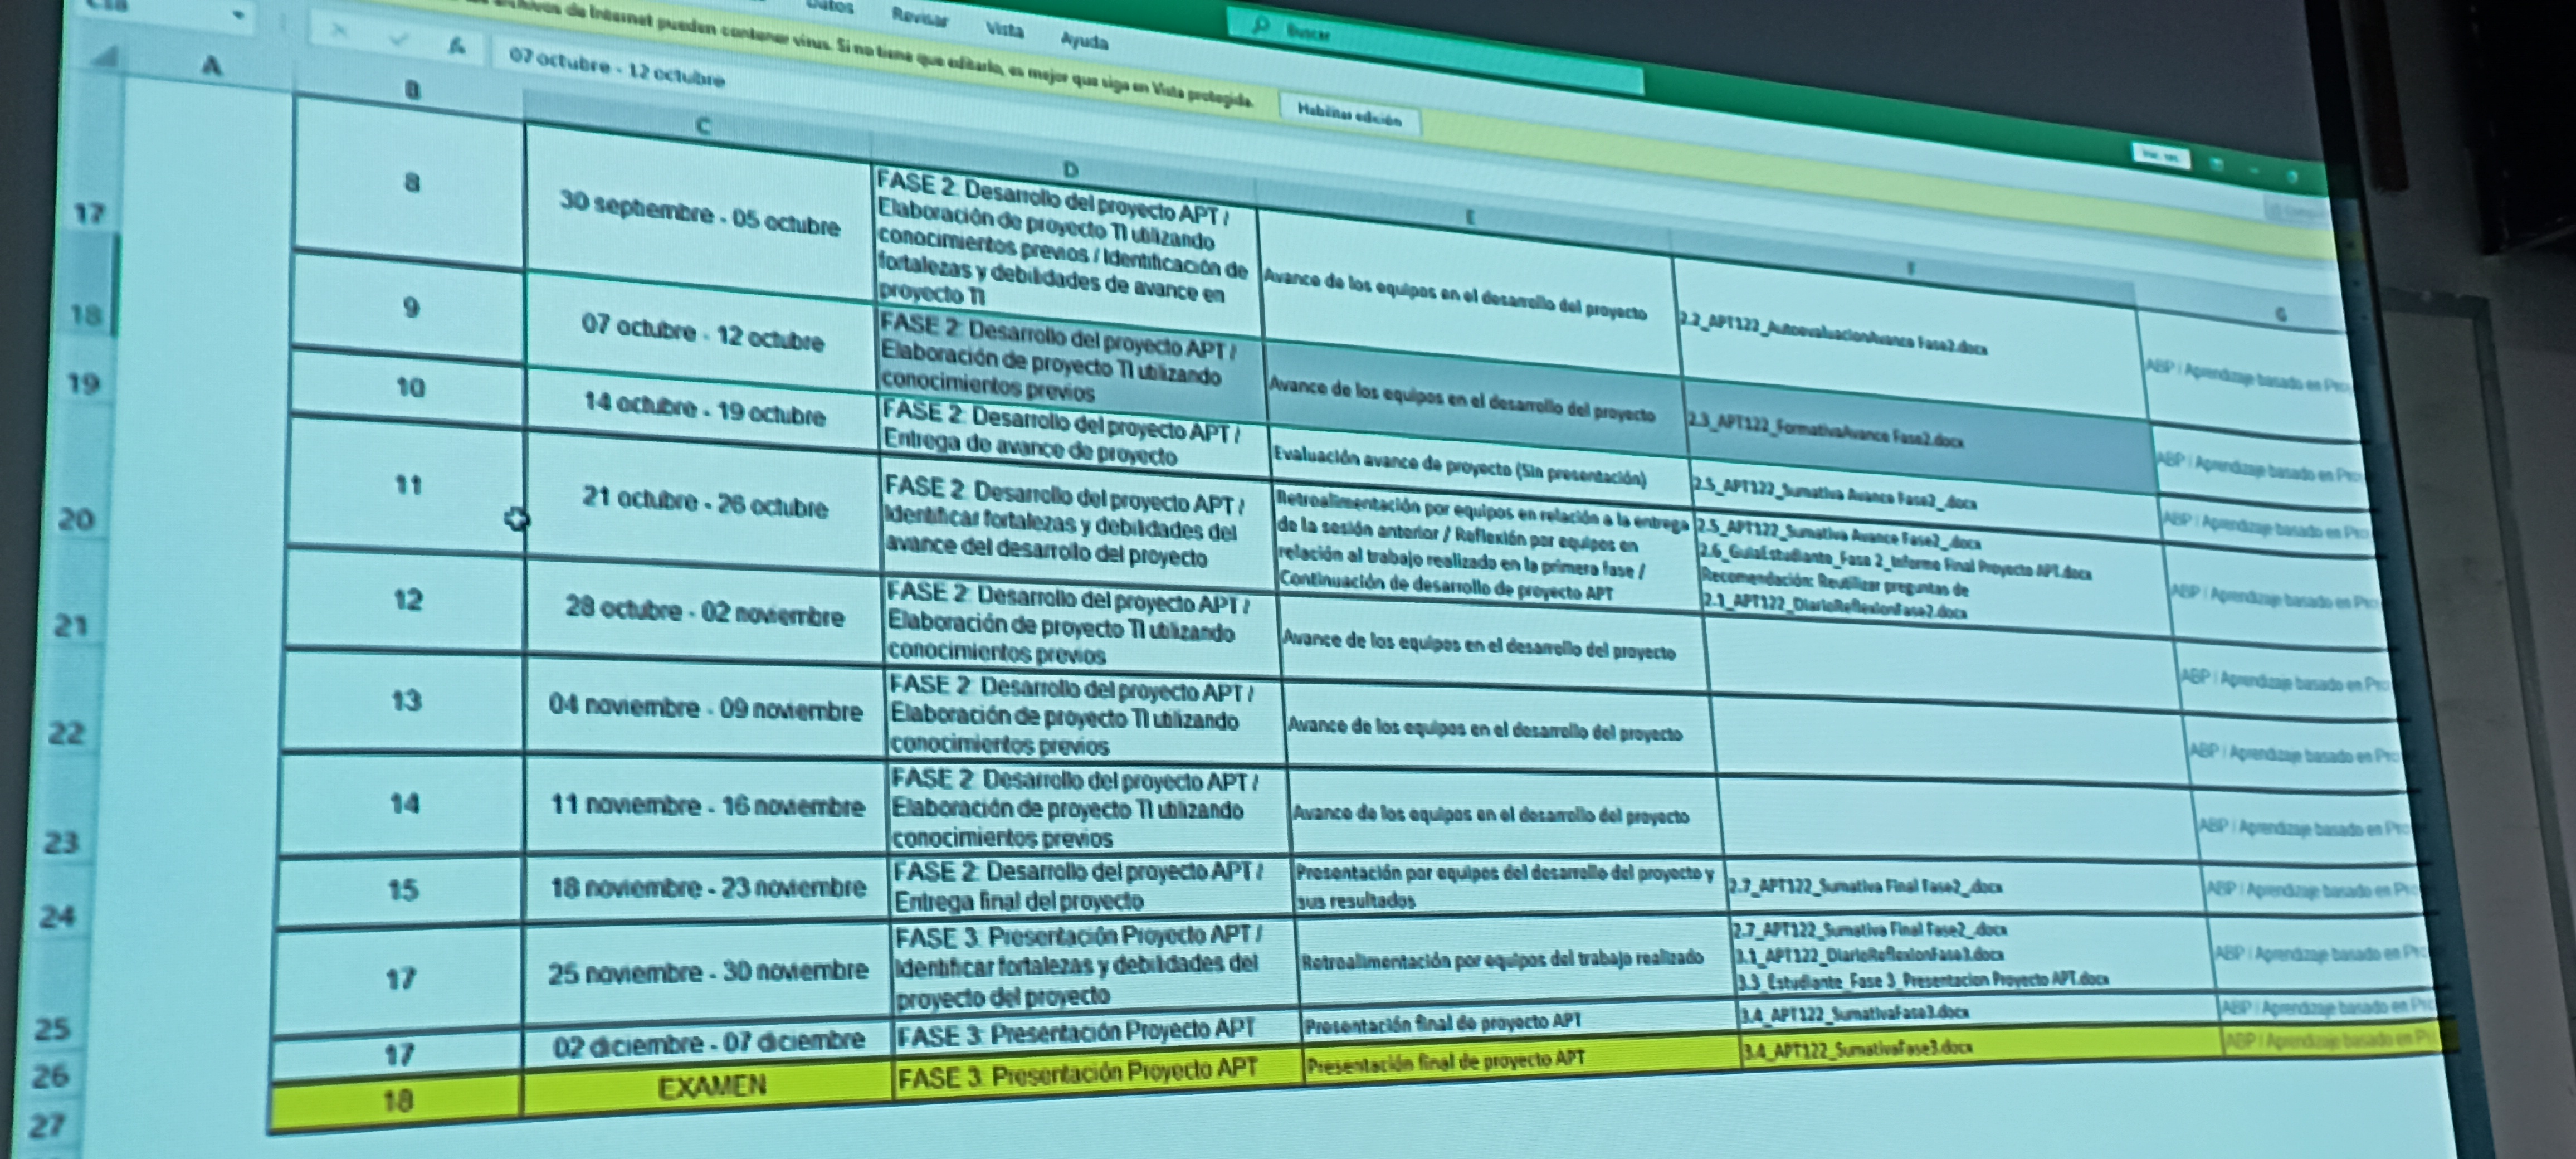 Datos Revisar Vista Ayuda
Buscar
archivos de Internet pueden contener virus. Si no tiene que editarlo, es mejor que siga en Vista protegida. Habilitar edición
07 octubre - 12 octubre
A B C D E F G
17
8
30 septiembre - 05 octubre
FASE 2: Desarrollo del proyecto APT /
Elaboración de proyecto TI utilizando
conocimientos previos / Identificación de
fortalezas y debilidades de avance en
proyecto TI
Avance de los equipos en el desarrollo del proyecto
2.2_APT122_AutoevaluacionAvance Fase2.docx
ABP / Aprendizaje basado en
18
9
07 octubre - 12 octubre
FASE 2: Desarrollo del proyecto APT /
Elaboración de proyecto TI utilizando
conocimientos previos
Avance de los equipos en el desarrollo del proyecto
2.3_APT122_FormativaAvance Fase2.docx
ABP / Aprendizaje basado en
19
10
14 octubre - 19 octubre
FASE 2: Desarrollo del proyecto APT /
Entrega de avance de proyecto
Evaluación avance de proyecto (Sin presentación)
2.5_APT122_Sumativa Avance Fase2_.docx
ABP / Aprendizaje basado en
20
11
21 octubre - 26 octubre
FASE 2: Desarrollo del proyecto APT /
Identificar fortalezas y debilidades del
avance del desarrollo del proyecto
Retroalimentación por equipos en relación a la entrega
de la sesión anterior / Reflexión por equipos en
relación al trabajo realizado en la primera fase /
Continuación de desarrollo de proyecto APT
2.5_APT122_Sumativa Avance Fase2_.docx
2.6_GuiaEstudiante_Fase 2_Informe Final Proyecto APT.docx
Recomendación: Reutilizar preguntas de
2.1_APT122_DiarioReflexionFase2.docx
ABP / Aprendizaje basado en
21
12
28 octubre - 02 noviembre
FASE 2: Desarrollo del proyecto APT /
Elaboración de proyecto TI utilizando
conocimientos previos
Avance de los equipos en el desarrollo del proyecto
ABP / Aprendizaje basado en
22
13
04 noviembre - 09 noviembre
FASE 2: Desarrollo del proyecto APT /
Elaboración de proyecto TI utilizando
conocimientos previos
Avance de los equipos en el desarrollo del proyecto
ABP / Aprendizaje basado en
23
14
11 noviembre - 16 noviembre
FASE 2: Desarrollo del proyecto APT /
Elaboración de proyecto TI utilizando
conocimientos previos
Avance de los equipos en el desarrollo del proyecto
ABP / Aprendizaje basado en
24
15
18 noviembre - 23 noviembre
FASE 2: Desarrollo del proyecto APT /
Entrega final del proyecto
Presentación por equipos del desarrollo del proyecto y
sus resultados
2.7_APT122_Sumativa Final Fase2_.docx
ABP / Aprendizaje basado en
25
17
25 noviembre - 30 noviembre
FASE 3: Presentación Proyecto APT /
Identificar fortalezas y debilidades del
proyecto del proyecto
Retroalimentación por equipos del trabajo realizado
2.7_APT122_Sumativa Final Fase2_.docx
3.1_APT122_DiarioReflexionFase3.docx
3.3_Estudiante_Fase 3_Presentacion Proyecto APT.docx
ABP / Aprendizaje basado en
26
17
02 diciembre - 07 diciembre
FASE 3: Presentación Proyecto APT
Presentación final de proyecto APT
3.4_APT122_SumativaFase3.docx
ABP / Aprendizaje basado en
27
18
EXAMEN
FASE 3: Presentación Proyecto APT
Presentación final de proyecto APT
3.4_APT122_SumativaFase3.docx
ABP / Aprendizaje basado en